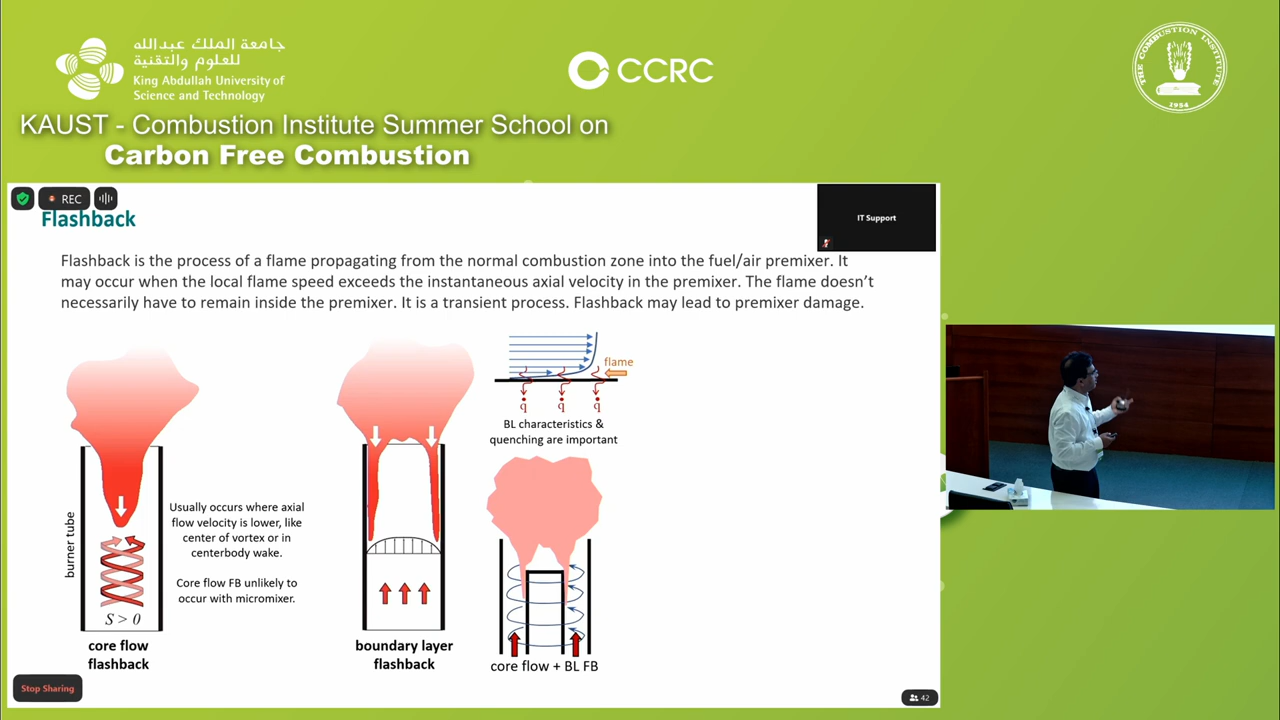 جامعة الملك عبدالله
للعلوم والتقنية
King Abdullah University of
Science and Technology
CCRC
THE COMBUSTION INSTITUTE
1954
KAUST - Combustion Institute Summer School on
Carbon Free Combustion
REC
IT Support
Flashback
Flashback is the process of a flame propagating from the normal combustion zone into the fuel/air premixer. It
may occur when the local flame speed exceeds the instantaneous axial velocity in the premixer. The flame doesn't
necessarily have to remain inside the premixer. It is a transient process. Flashback may lead to premixer damage.
burner tube
Usually occurs where axial
flow velocity is lower, like
center of vortex or in
centerbody wake.
Core flow FB unlikely to
occur with micromixer.
S > 0
core flow
flashback
boundary layer
flashback
flame
q̇ q̇ q̇
BL characteristics &
quenching are important
core flow + BL FB
Stop Sharing
42